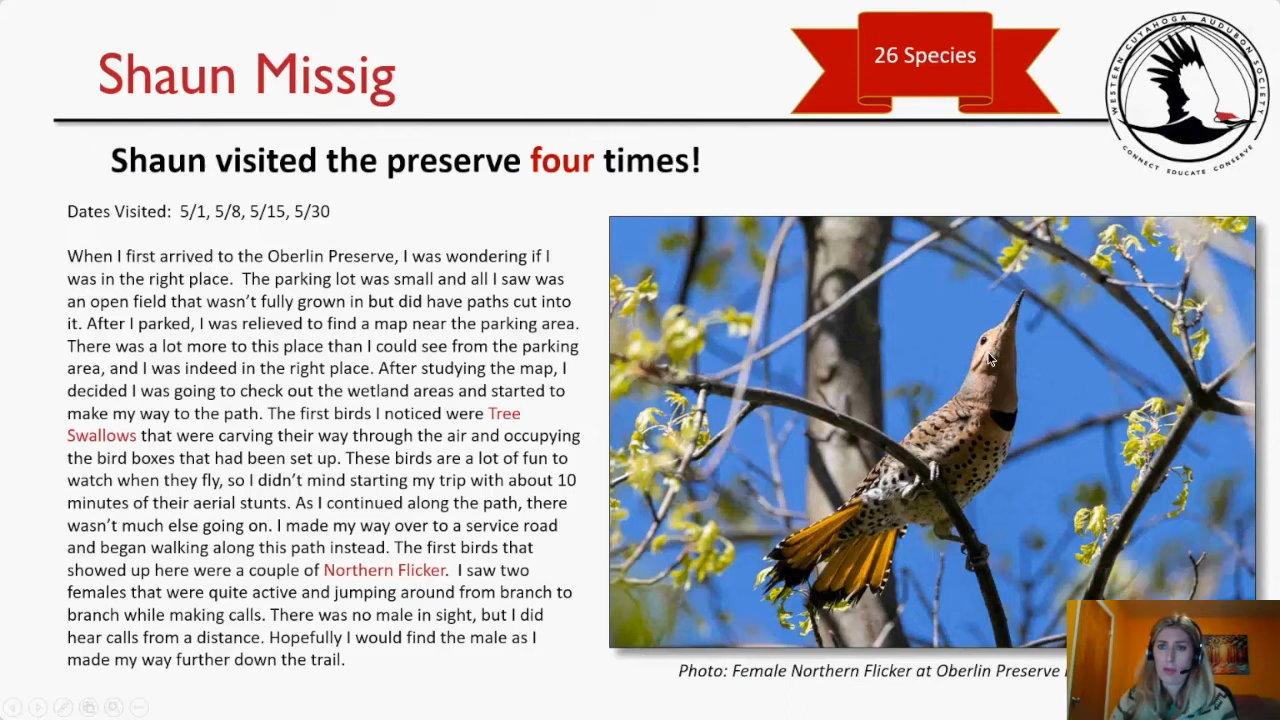 Shaun Missig
26 Species
WESTERN CUYAHOGA AUDUBON SOCIETY
CONNECT EDUCATE CONSERVE
Shaun visited the preserve four times!
Dates Visited:  5/1, 5/8, 5/15, 5/30
When I first arrived to the Oberlin Preserve, I was wondering if I
was in the right place.  The parking lot was small and all I saw was
an open field that wasn’t fully grown in but did have paths cut into
it. After I parked, I was relieved to find a map near the parking area.
There was a lot more to this place than I could see from the parking
area, and I was indeed in the right place. After studying the map, I
decided I was going to check out the wetland areas and started to
make my way to the path. The first birds I noticed were Tree
Swallows that were carving their way through the air and occupying
the bird boxes that had been set up. These birds are a lot of fun to
watch when they fly, so I didn’t mind starting my trip with about 10
minutes of their aerial stunts. As I continued along the path, there
wasn’t much else going on. I made my way over to a service road
and began walking along this path instead. The first birds that
showed up here were a couple of Northern Flicker.  I saw two
females that were quite active and jumping around from branch to
branch while making calls. There was no male in sight, but I did
hear calls from a distance. Hopefully I would find the male as I
made my way further down the trail.
Photo: Female Northern Flicker at Oberlin Preserve